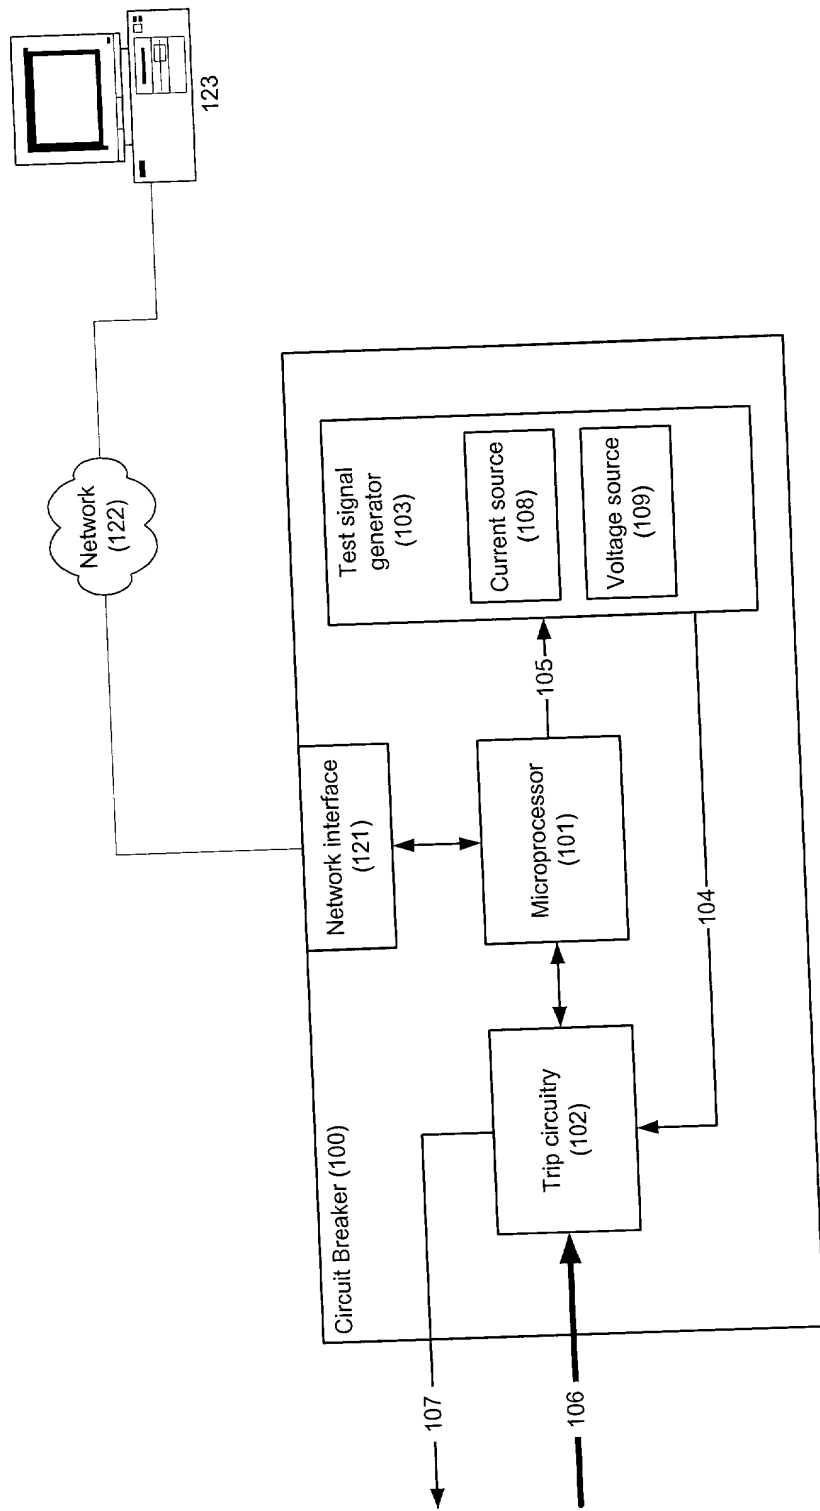 123
Network
(122)
Circuit Breaker (100)
Network interface
(121)
Test signal
generator
(103)
Current source
(108)
Voltage source
(109)
Microprocessor
(101)
105
Trip circuitry
(102)
104
107
106